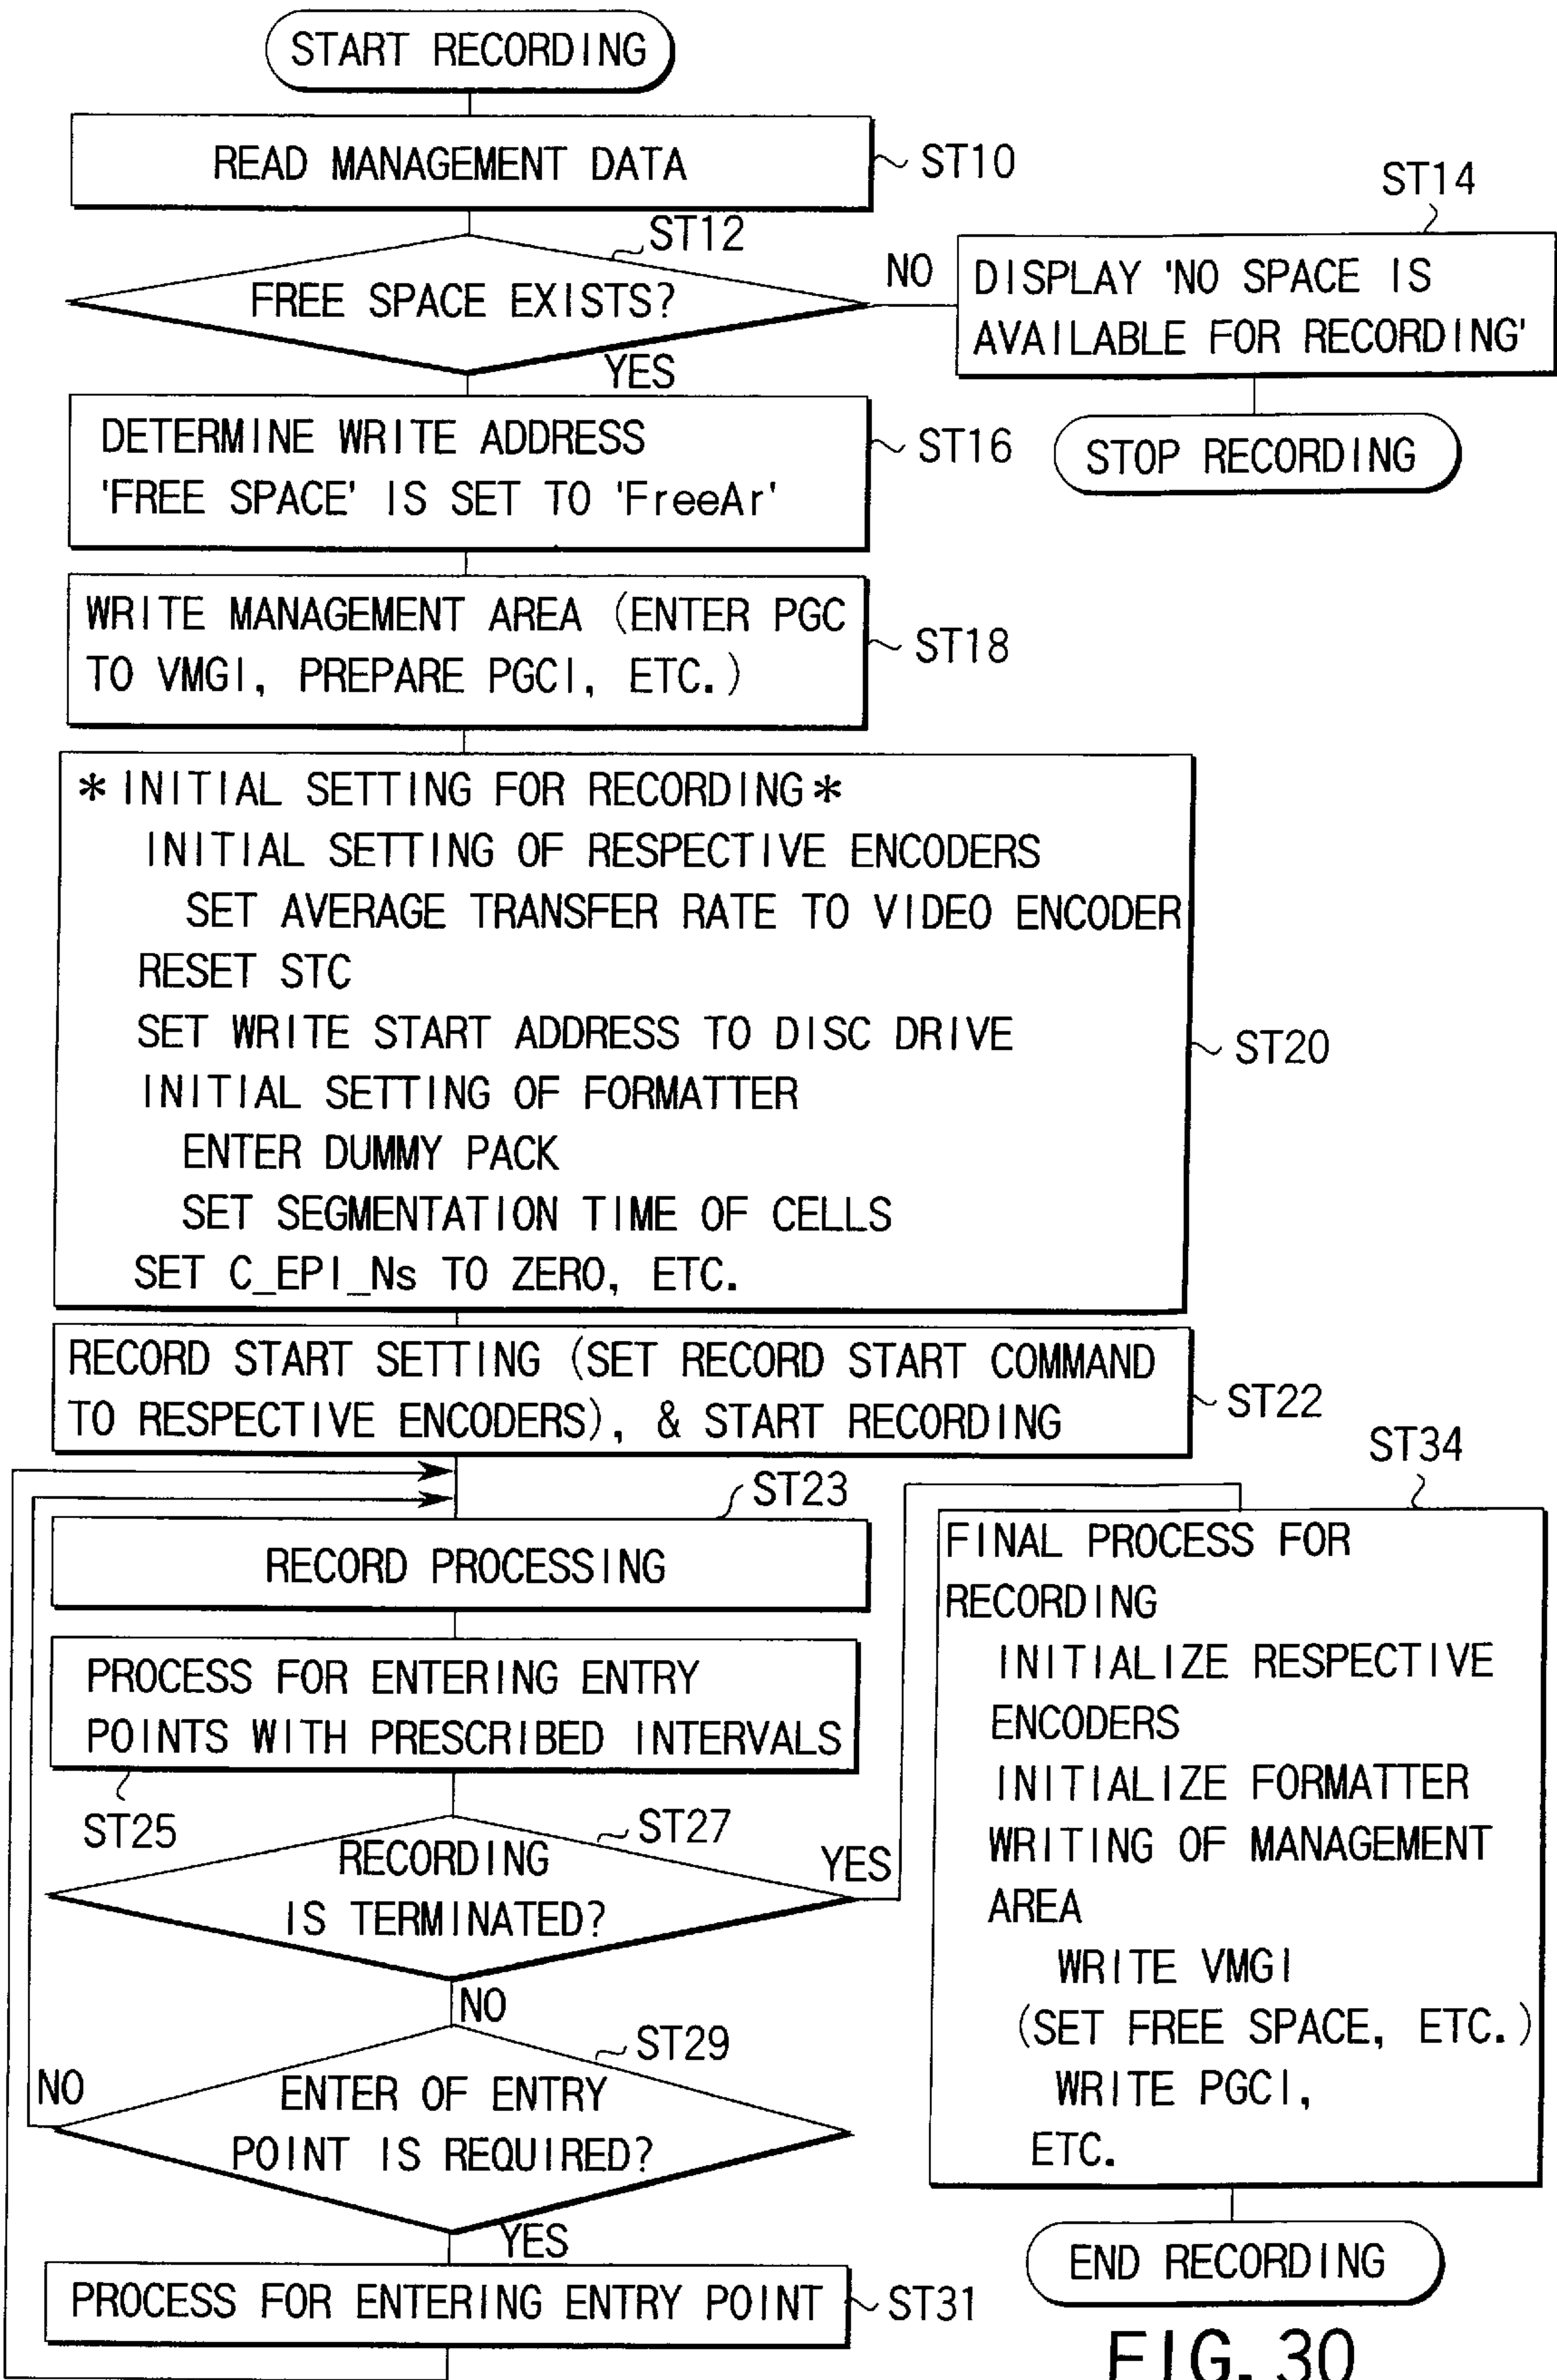 START RECORDING
READ MANAGEMENT DATA
ST10
ST12
FREE SPACE EXISTS?
NO
YES
ST14
DISPLAY 'NO SPACE IS
AVAILABLE FOR RECORDING'
STOP RECORDING
DETERMINE WRITE ADDRESS
'FREE SPACE' IS SET TO 'FreeAr'
ST16
WRITE MANAGEMENT AREA (ENTER PGC
TO VMGI, PREPARE PGCI, ETC.)
ST18
* INITIAL SETTING FOR RECORDING *
INITIAL SETTING OF RESPECTIVE ENCODERS
SET AVERAGE TRANSFER RATE TO VIDEO ENCODER
RESET STC
SET WRITE START ADDRESS TO DISC DRIVE
INITIAL SETTING OF FORMATTER
ENTER DUMMY PACK
SET SEGMENTATION TIME OF CELLS
SET C_EPI_Ns TO ZERO, ETC.
ST20
RECORD START SETTING (SET RECORD START COMMAND
TO RESPECTIVE ENCODERS), & START RECORDING
ST22
ST23
RECORD PROCESSING
PROCESS FOR ENTERING ENTRY
POINTS WITH PRESCRIBED INTERVALS
ST25
ST27
RECORDING
IS TERMINATED?
YES
NO
ST29
ENTER OF ENTRY
POINT IS REQUIRED?
NO
YES
PROCESS FOR ENTERING ENTRY POINT
ST31
ST34
FINAL PROCESS FOR
RECORDING
INITIALIZE RESPECTIVE
ENCODERS
INITIALIZE FORMATTER
WRITING OF MANAGEMENT
AREA
WRITE VMGI
(SET FREE SPACE, ETC.)
WRITE PGCI,
ETC.
END RECORDING
FIG. 30